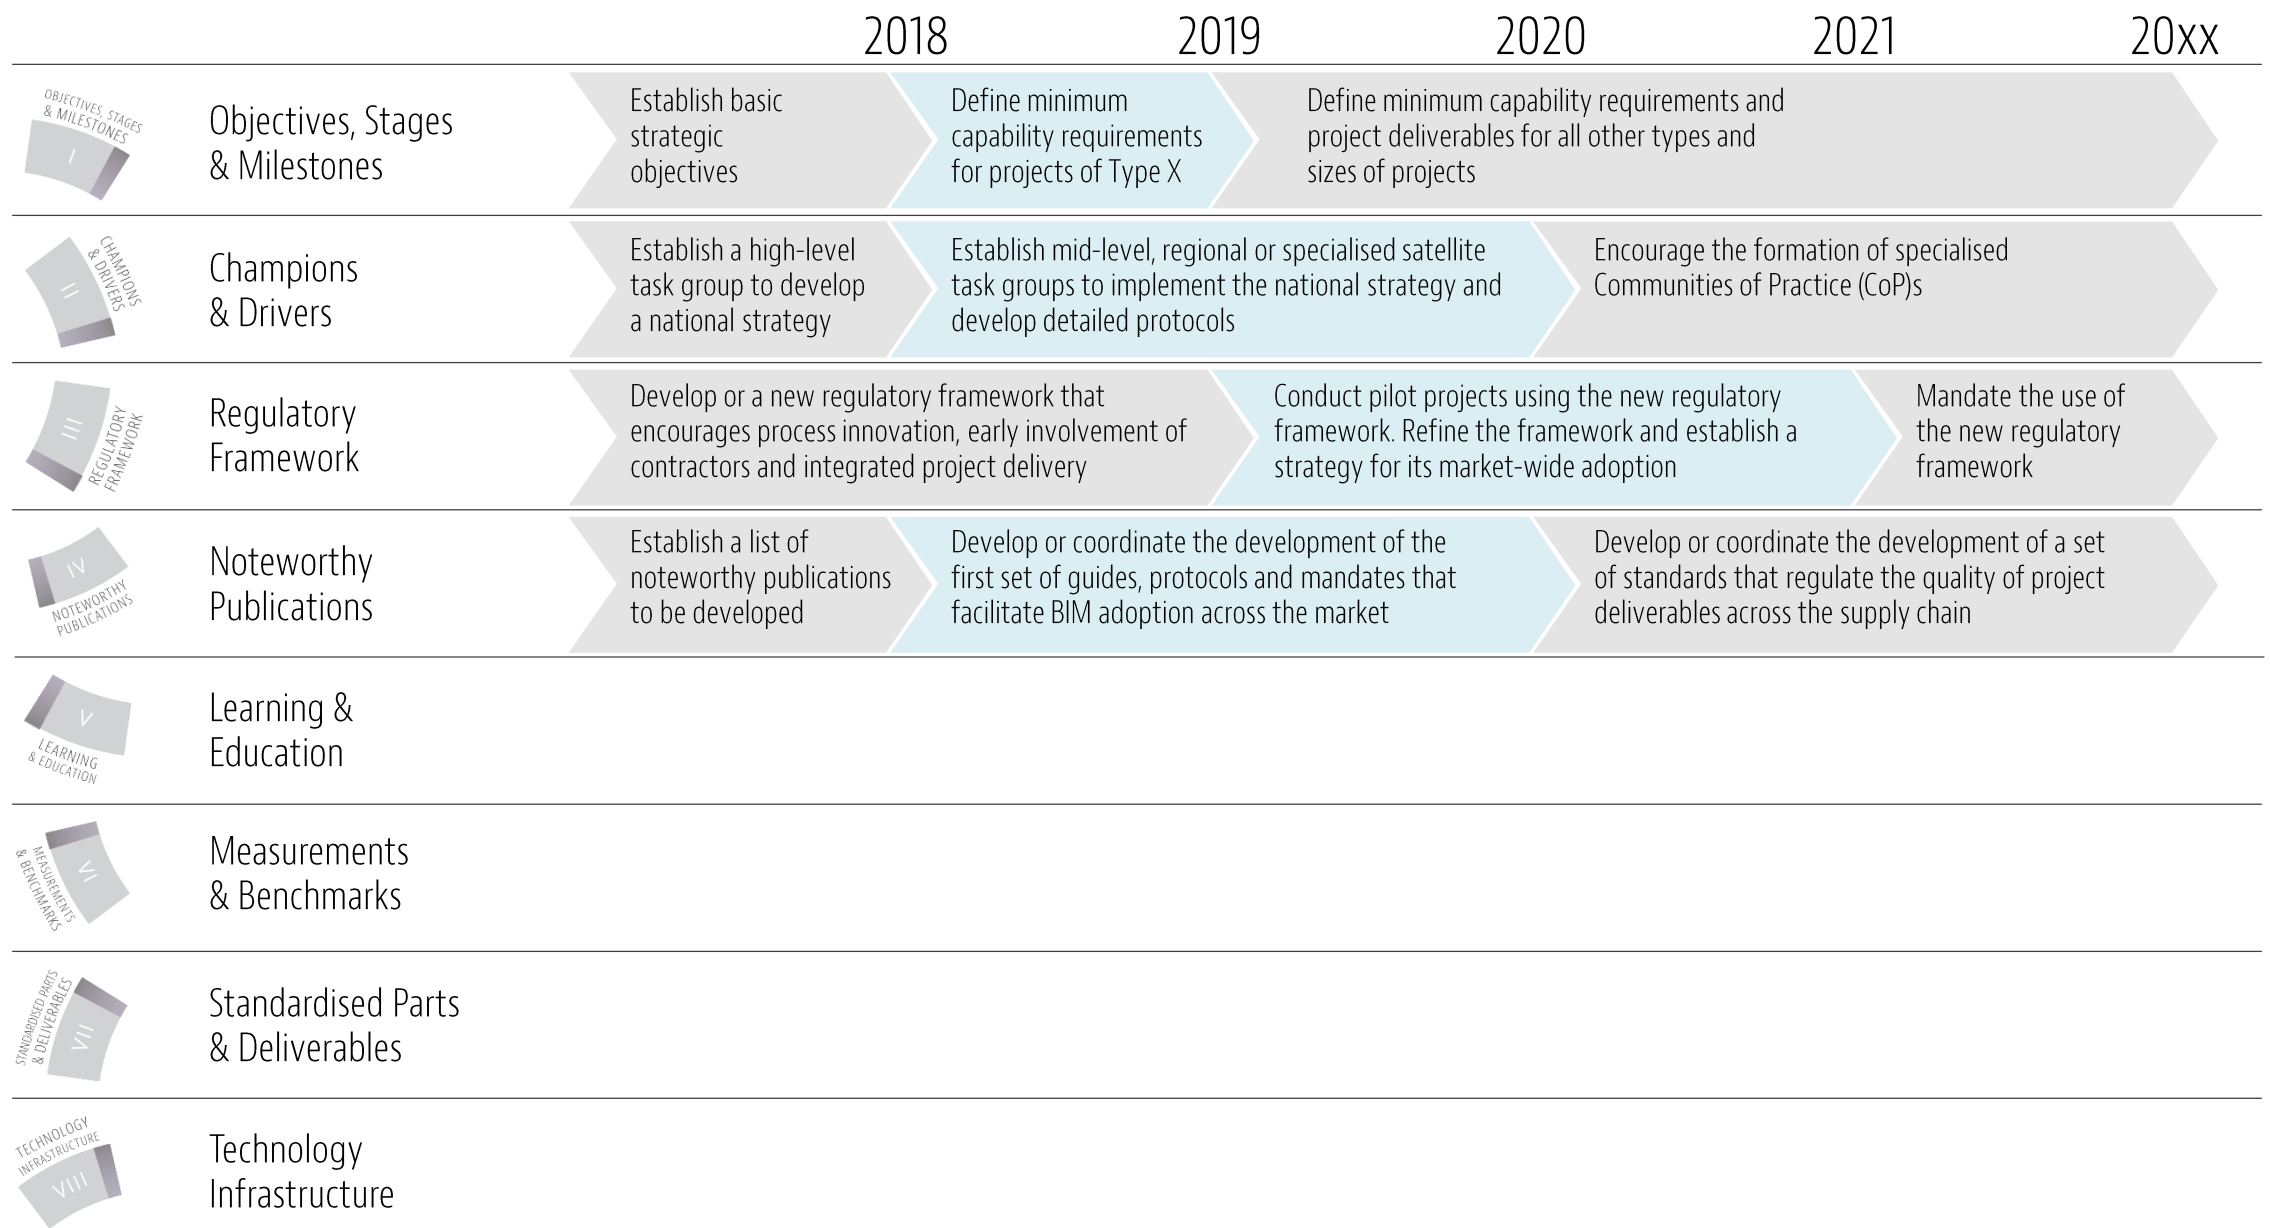 2018 2019 2020 2021 20xx
OBJECTIVES, STAGES
& MILESTONES
I
Objectives, Stages
& Milestones
Establish basic
strategic
objectives
Define minimum
capability requirements
for projects of Type X
Define minimum capability requirements and
project deliverables for all other types and
sizes of projects
CHAMPIONS
& DRIVERS
II
Champions
& Drivers
Establish a high-level
task group to develop
a national strategy
Establish mid-level, regional or specialised satellite
task groups to implement the national strategy and
develop detailed protocols
Encourage the formation of specialised
Communities of Practice (CoP)s
III
REGULATORY
FRAMEWORK
Regulatory
Framework
Develop or a new regulatory framework that
encourages process innovation, early involvement of
contractors and integrated project delivery
Conduct pilot projects using the new regulatory
framework. Refine the framework and establish a
strategy for its market-wide adoption
Mandate the use of
the new regulatory
framework
IV
NOTEWORTHY
PUBLICATIONS
Noteworthy
Publications
Establish a list of
noteworthy publications
to be developed
Develop or coordinate the development of the
first set of guides, protocols and mandates that
facilitate BIM adoption across the market
Develop or coordinate the development of a set
of standards that regulate the quality of project
deliverables across the supply chain
V
LEARNING
& EDUCATION
Learning &
Education
VI
MEASUREMENTS
& BENCHMARKS
Measurements
& Benchmarks
STANDARDISED PARTS
& DELIVERABLES
VII
Standardised Parts
& Deliverables
TECHNOLOGY
INFRASTRUCTURE
VIII
Technology
Infrastructure